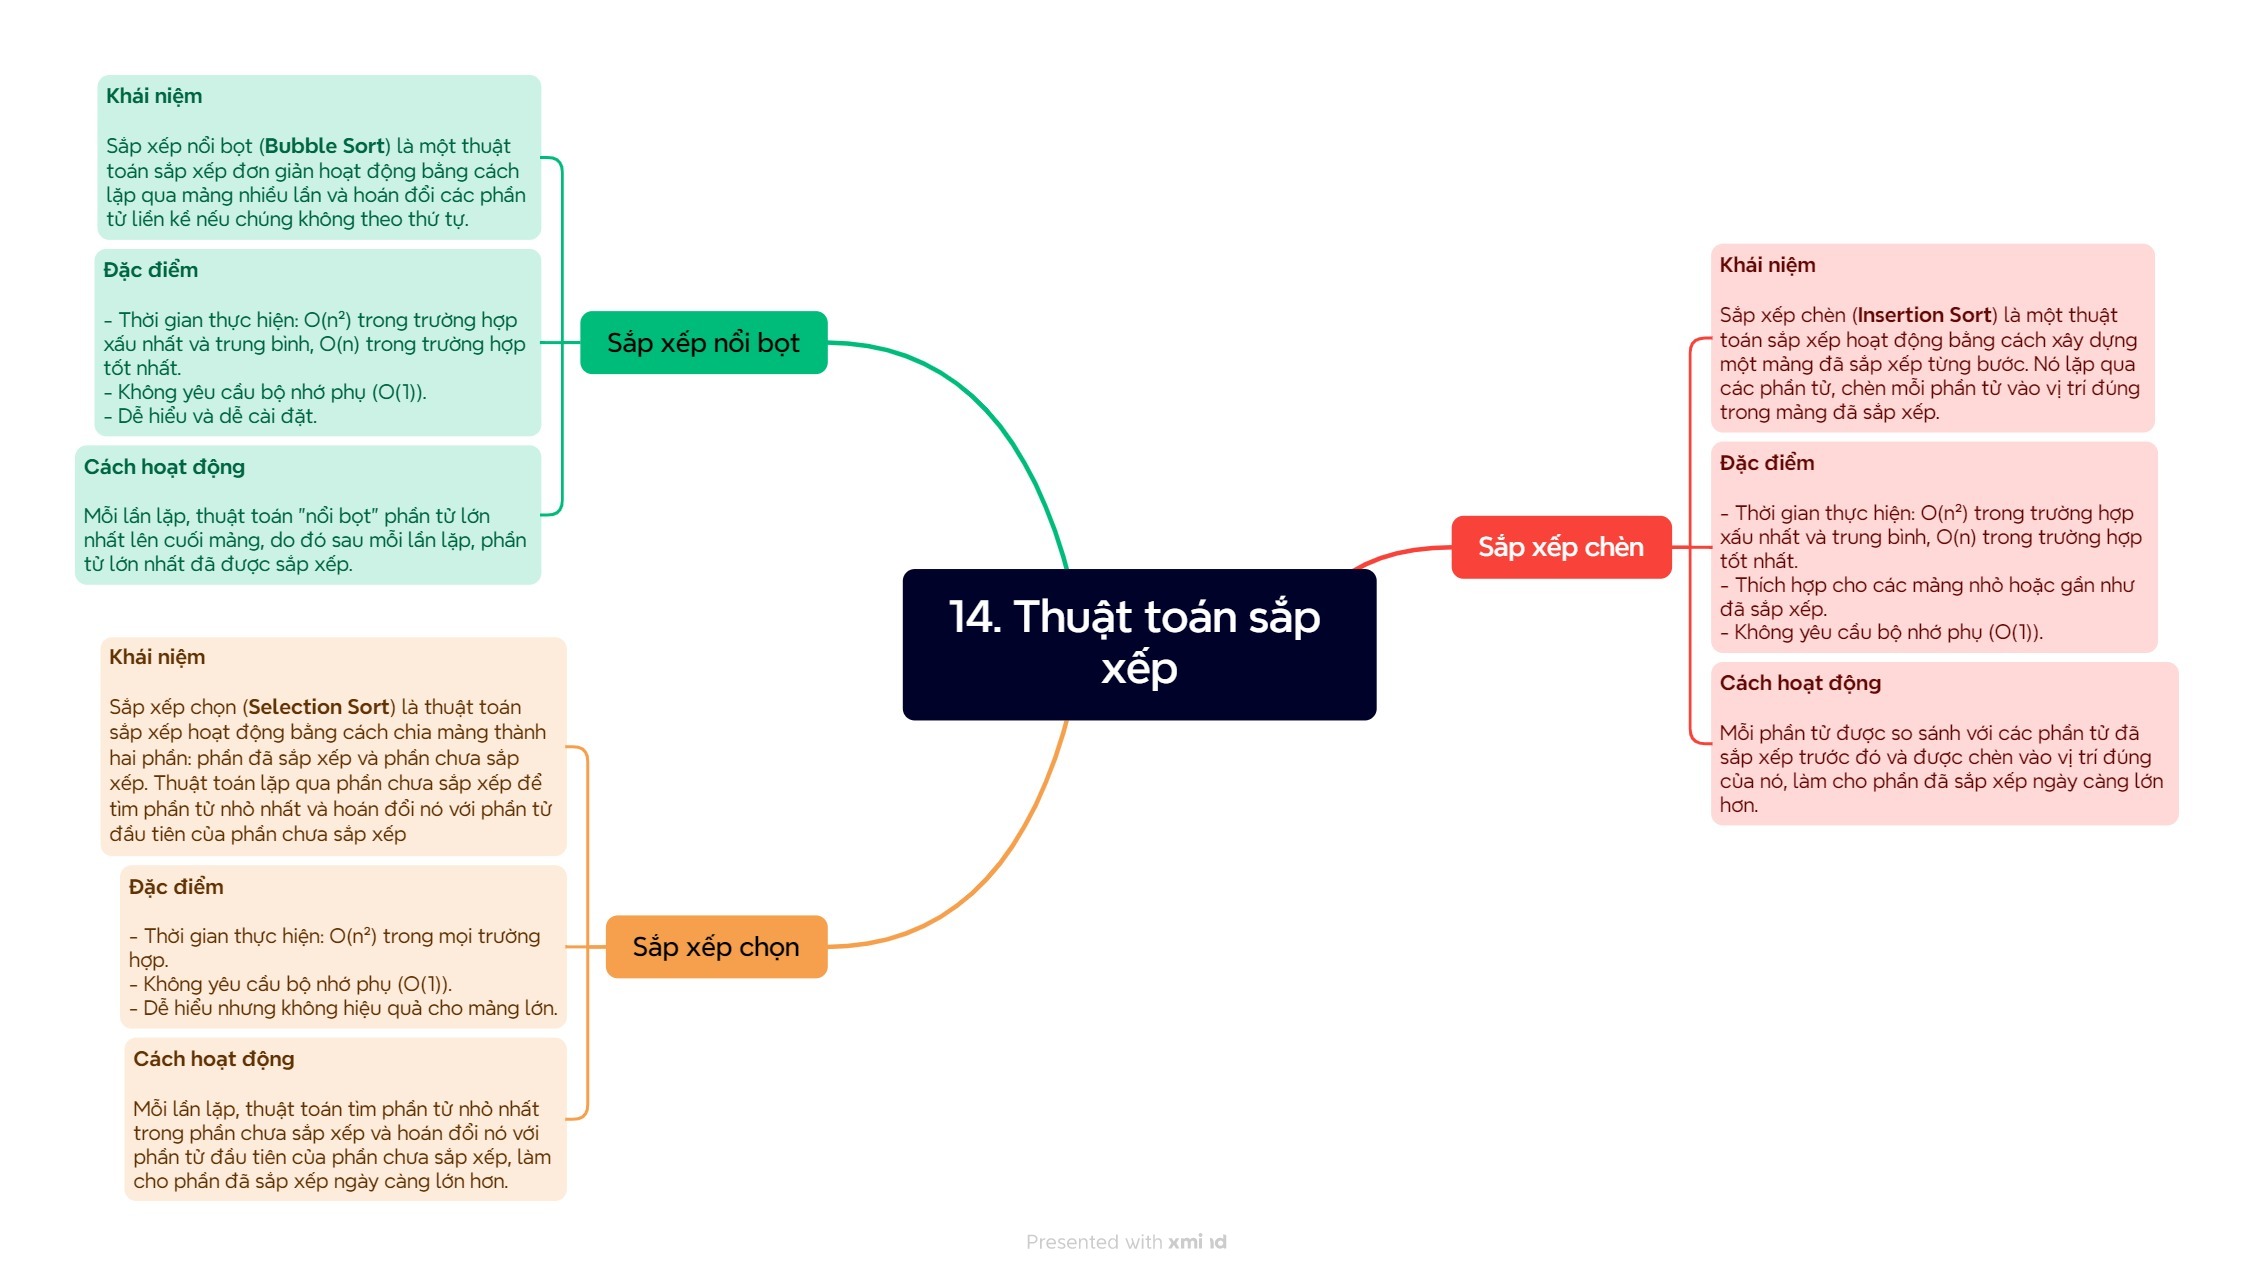 14. Thuật toán sắp
xếp
Sắp xếp chèn
Khái niệm
Sắp xếp chèn (Insertion Sort) là một thuật
toán sắp xếp hoạt động bằng cách xây dựng
một mảng đã sắp xếp từng bước. Nó lặp qua
các phần tử, chèn mỗi phần tử vào vị trí đúng
trong mảng đã sắp xếp.
Đặc điểm
- Thời gian thực hiện: O(n²) trong trường hợp
xấu nhất và trung bình, O(n) trong trường hợp
tốt nhất.
- Thích hợp cho các mảng nhỏ hoặc gần như
đã sắp xếp.
- Không yêu cầu bộ nhớ phụ (O(1)).
Cách hoạt động
Mỗi phần tử được so sánh với các phần tử đã
sắp xếp trước đó và được chèn vào vị trí đúng
của nó, làm cho phần đã sắp xếp ngày càng lớn
hơn.
Sắp xếp nổi bọt
Khái niệm
Sắp xếp nổi bọt (Bubble Sort) là một thuật
toán sắp xếp đơn giản hoạt động bằng cách
lặp qua mảng nhiều lần và hoán đổi các phần
tử liền kề nếu chúng không theo thứ tự.
Đặc điểm
- Thời gian thực hiện: O(n²) trong trường hợp
xấu nhất và trung bình, O(n) trong trường hợp
tốt nhất.
- Không yêu cầu bộ nhớ phụ (O(1)).
- Dễ hiểu và dễ cài đặt.
Cách hoạt động
Mỗi lần lặp, thuật toán "nổi bọt" phần tử lớn
nhất lên cuối mảng, do đó sau mỗi lần lặp, phần
tử lớn nhất đã được sắp xếp.
Sắp xếp chọn
Khái niệm
Sắp xếp chọn (Selection Sort) là thuật toán
sắp xếp hoạt động bằng cách chia mảng thành
hai phần: phần đã sắp xếp và phần chưa sắp
xếp. Thuật toán lặp qua phần chưa sắp xếp để
tìm phần tử nhỏ nhất và hoán đổi nó với phần tử
đầu tiên của phần chưa sắp xếp
Đặc điểm
- Thời gian thực hiện: O(n²) trong mọi trường
hợp.
- Không yêu cầu bộ nhớ phụ (O(1)).
- Dễ hiểu nhưng không hiệu quả cho mảng lớn.
Cách hoạt động
Mỗi lần lặp, thuật toán tìm phần tử nhỏ nhất
trong phần chưa sắp xếp và hoán đổi nó với
phần tử đầu tiên của phần chưa sắp xếp, làm
cho phần đã sắp xếp ngày càng lớn hơn.
Presented with xmind